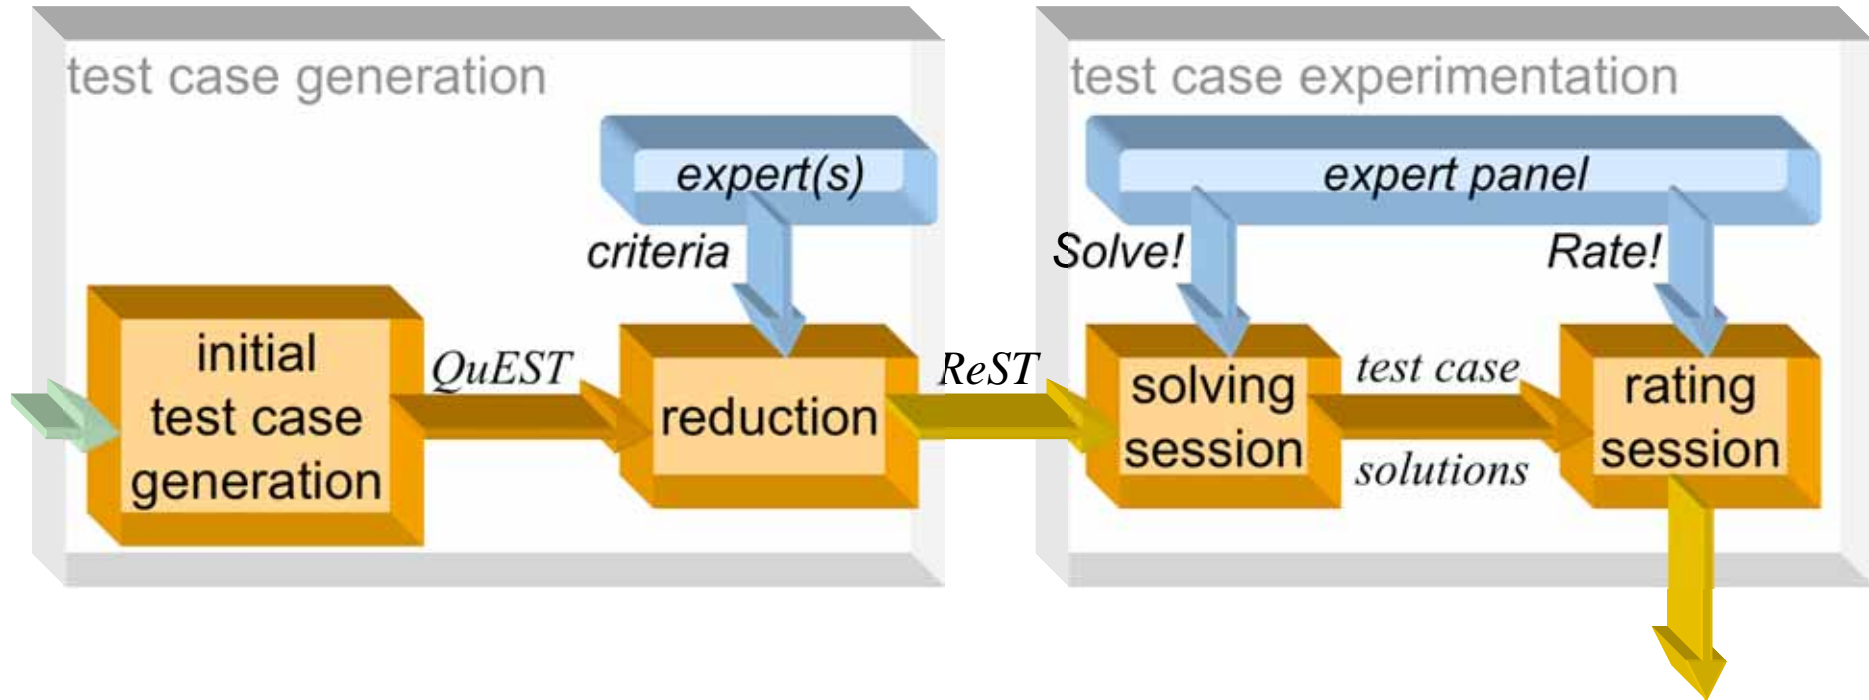 test case generation
expert(s)
criteria
initial
test case
generation
QuEST
reduction
ReST
test case experimentation
expert panel
Solve!
Rate!
solving
session
test case
solutions
rating
session